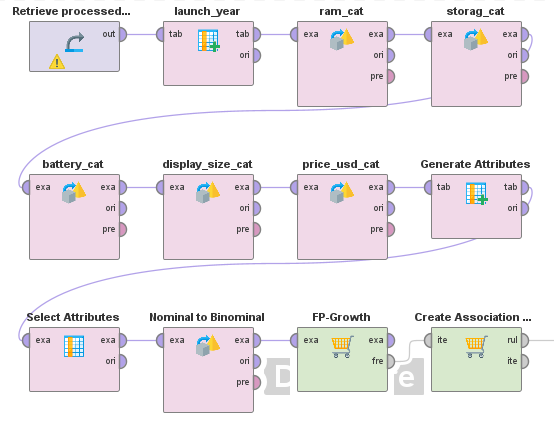 Retrieve processed...
launch_year
ram_cat
storag_cat
out
tab
tab
exa
exa
exa
exa
ori
ori
ori
pre
pre
battery_cat
display_size_cat
price_usd_cat
Generate Attributes
exa
exa
exa
exa
exa
exa
tab
tab
ori
ori
ori
ori
pre
pre
pre
Select Attributes
Nominal to Binominal
FP-Growth
Create Association ...
exa
exa
exa
exa
exa
exa
ite
rul
ori
ori
fre
ite
pre